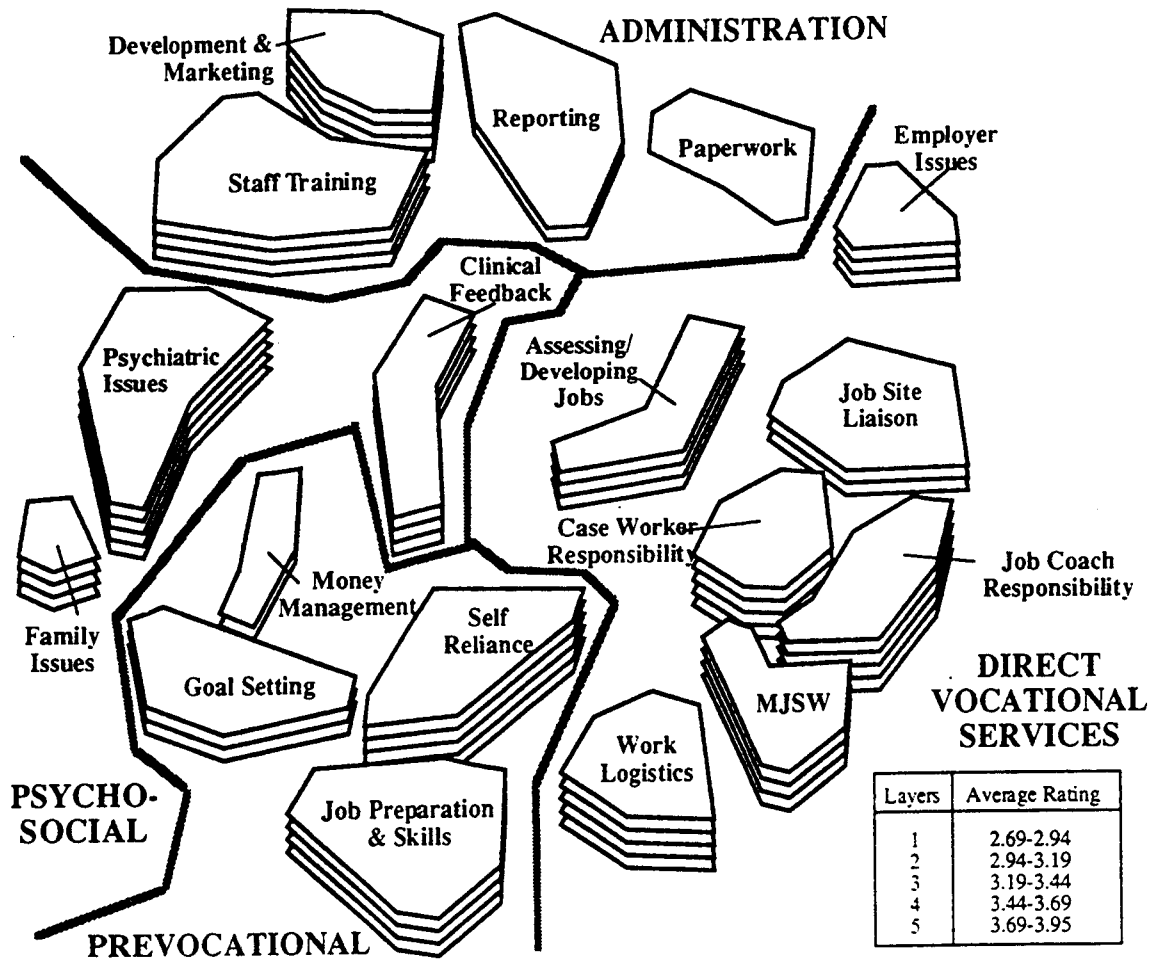 ADMINISTRATION
Development &
Marketing
Reporting
Paperwork
Employer
Issues
Staff Training
Clinical
Feedback
Psychiatric
Issues
Assessing/
Developing
Jobs
Job Site
Liaison
Case Worker
Responsibility
Job Coach
Responsibility
Money
Management
Family
Issues
Self
Reliance
Goal Setting
MJSW
DIRECT
VOCATIONAL
SERVICES
Work
Logistics
PSYCHO-
SOCIAL
Job Preparation
& Skills
PREVOCATIONAL
Layers Average Rating
1 2.69-2.94
2 2.94-3.19
3 3.19-3.44
4 3.44-3.69
5 3.69-3.95